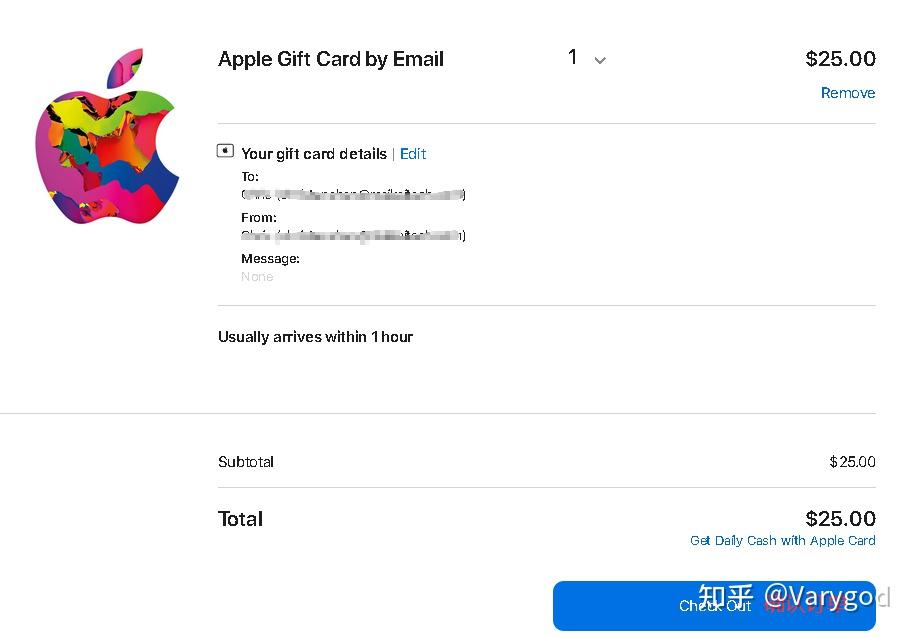 Apple Gift Card by Email
1
$25.00
Remove
Your gift card details | Edit
To:
From:
Message:
None
Usually arrives within 1 hour
Subtotal
$25.00
Total
$25.00
Get Daily Cash with Apple Card
Check Out
知乎 @Varygod